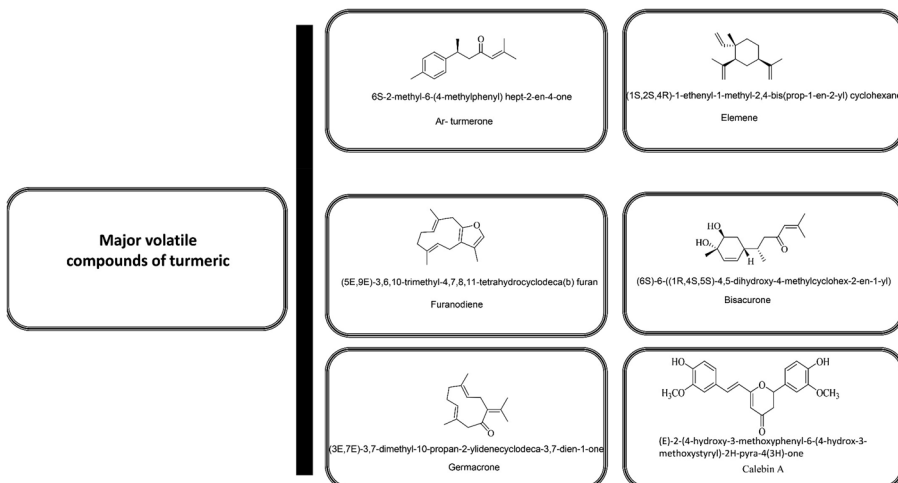 Major volatile
compounds of turmeric
O
6S-2-methyl-6-(4-methylphenyl) hept-2-en-4-one
Ar- turmerone
(1S,2S,4R)-1-ethenyl-1-methyl-2,4-bis(prop-1-en-2-yl) cyclohexane
Elemene
O
(5E,9E)-3,6,10-trimethyl-4,7,8,11-tetrahydrocyclodeca(b) furan
Furanodiene
HO
HO
O
H
(6S)-6-((1R,4S,5S)-4,5-dihydroxy-4-methylcyclohex-2-en-1-yl)
Bisacurone
O
(3E,7E)-3,7-dimethyl-10-propan-2-ylidenecyclodeca-3,7-dien-1-one
Germacrone
HO
OH
H₃CO
O
OCH₃
O
(E)-2-(4-hydroxy-3-methoxyphenyl-6-(4-hydrox-3-
methoxystyryl)-2H-pyra-4(3H)-one
Calebin A